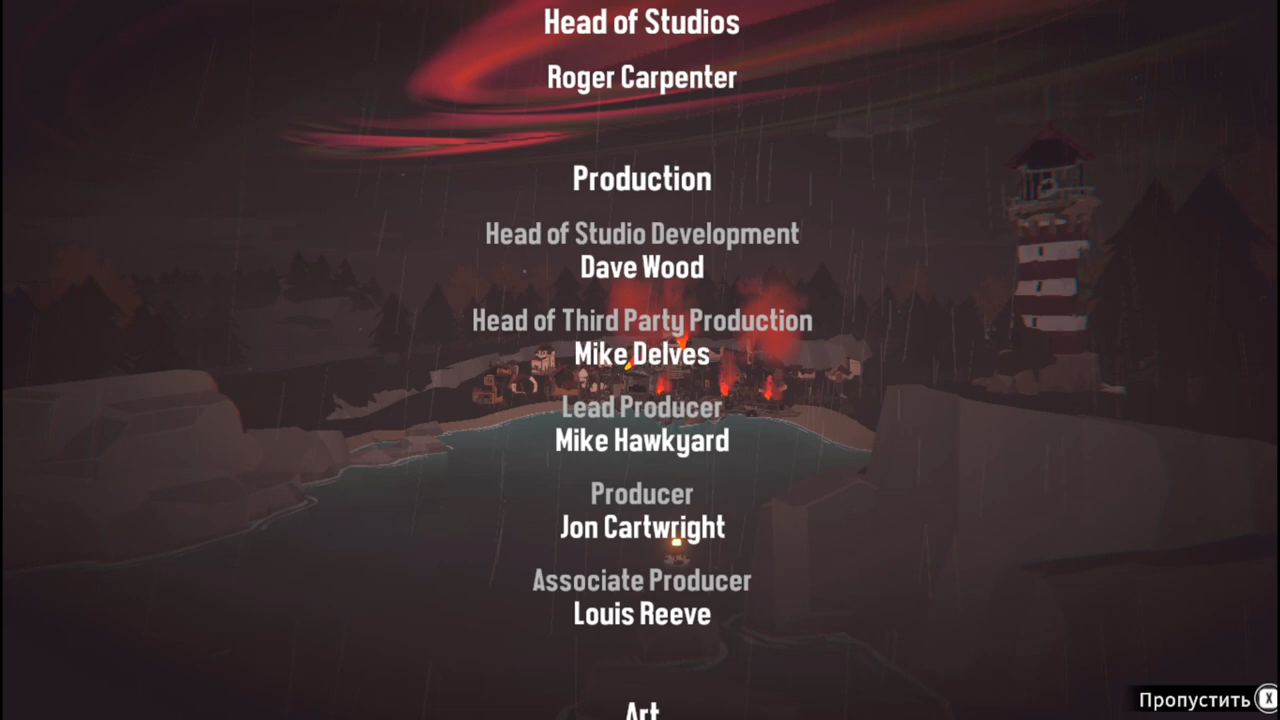 Head of Studios
Roger Carpenter
Production
Head of Studio Development
Dave Wood
Head of Third Party Production
Mike Delves
Lead Producer
Mike Hawkyard
Producer
Jon Cartwright
Associate Producer
Louis Reeve
Art
Пропустить X